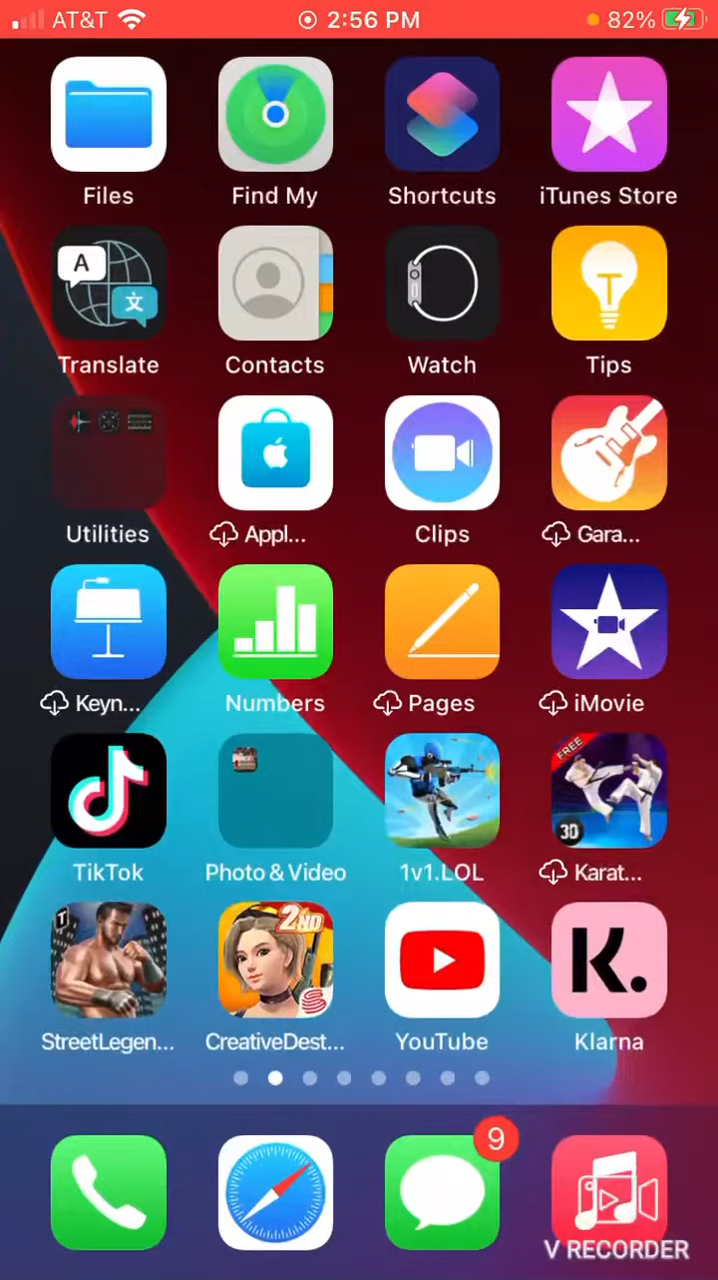 AT&T 2:56 PM 82%
Files Find My Shortcuts iTunes Store
A 文
Translate Contacts Watch Tips
Utilities Appl... Clips Gara...
Keyn... Numbers Pages iMovie
FREE
3D
TikTok Photo & Video 1v1.LOL Karat...
T 2ND K.
StreetLegen... CreativeDest... YouTube Klarna
9
V RECORDER